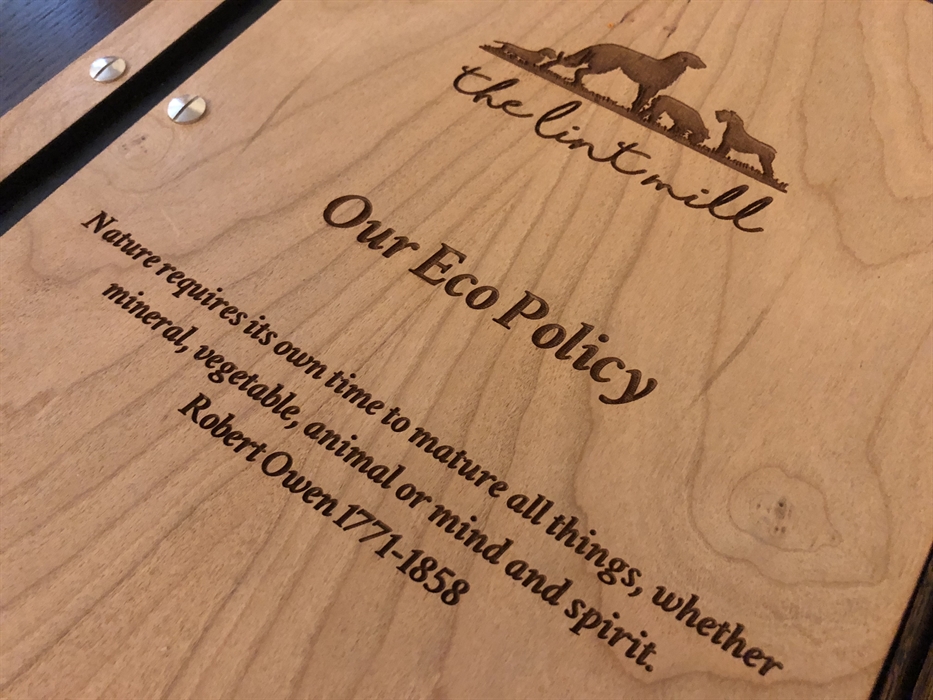 the lint mill
Our Eco Policy
Nature requires its own time to mature all things, whether
mineral, vegetable, animal or mind and spirit.
Robert Owen 1771-1858